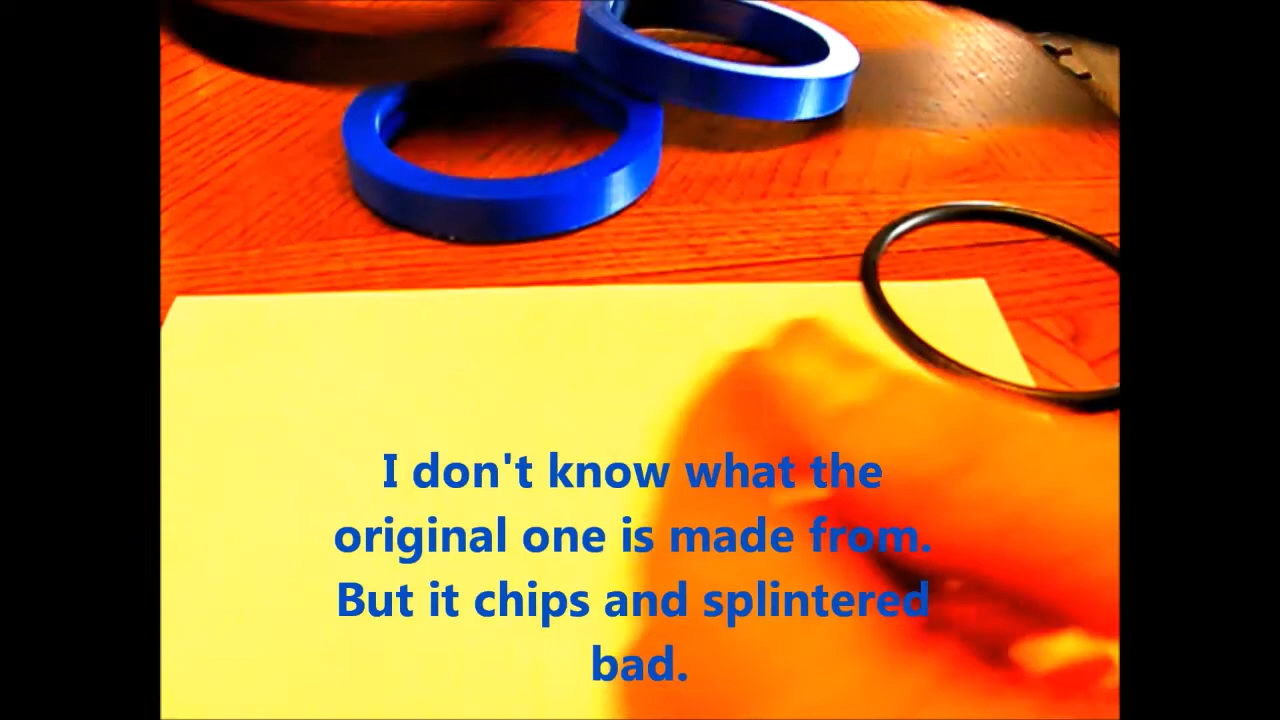 I don't know what the
original one is made from.
But it chips and splintered
bad.